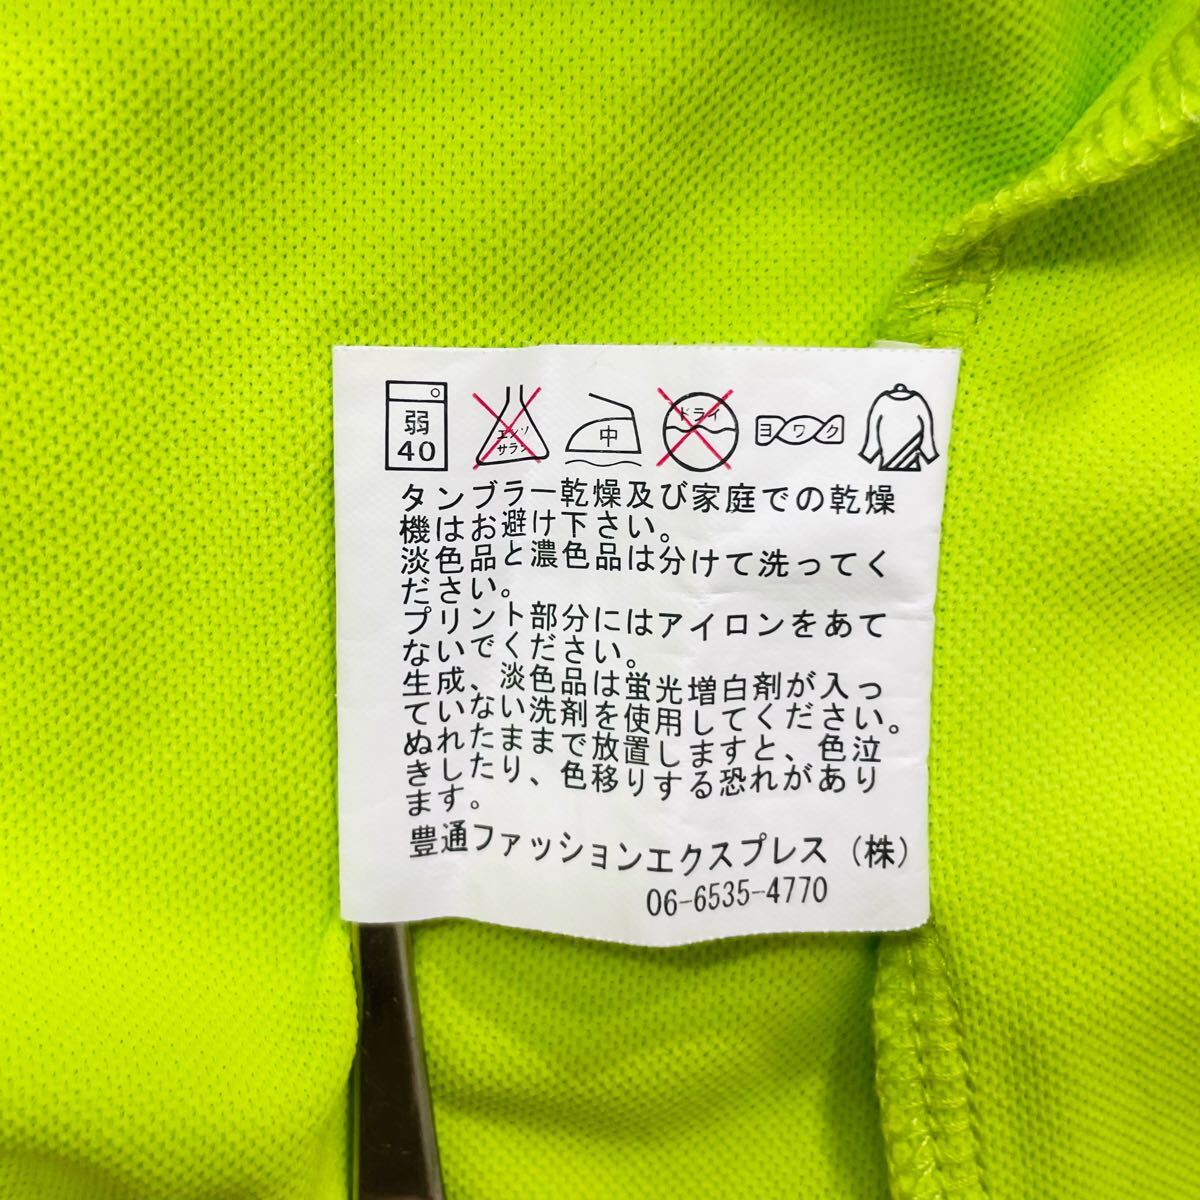 弱
40
エンソ
サラシ
中
ドライ
ヨワク
タンブラー乾燥及び家庭での乾燥
機はお避け下さい。
淡色品と濃色品は分けて洗ってく
ださい。
プリント部分にはアイロンをあて
ないでください。
生成、淡色品は蛍光増白剤が入っ
ていない洗剤を使用してください。
ぬれたままで放置しますと、色泣
きしたり、色移りする恐れがあり
ます。
豊通ファッションエクスプレス(株)
06-6535-4770